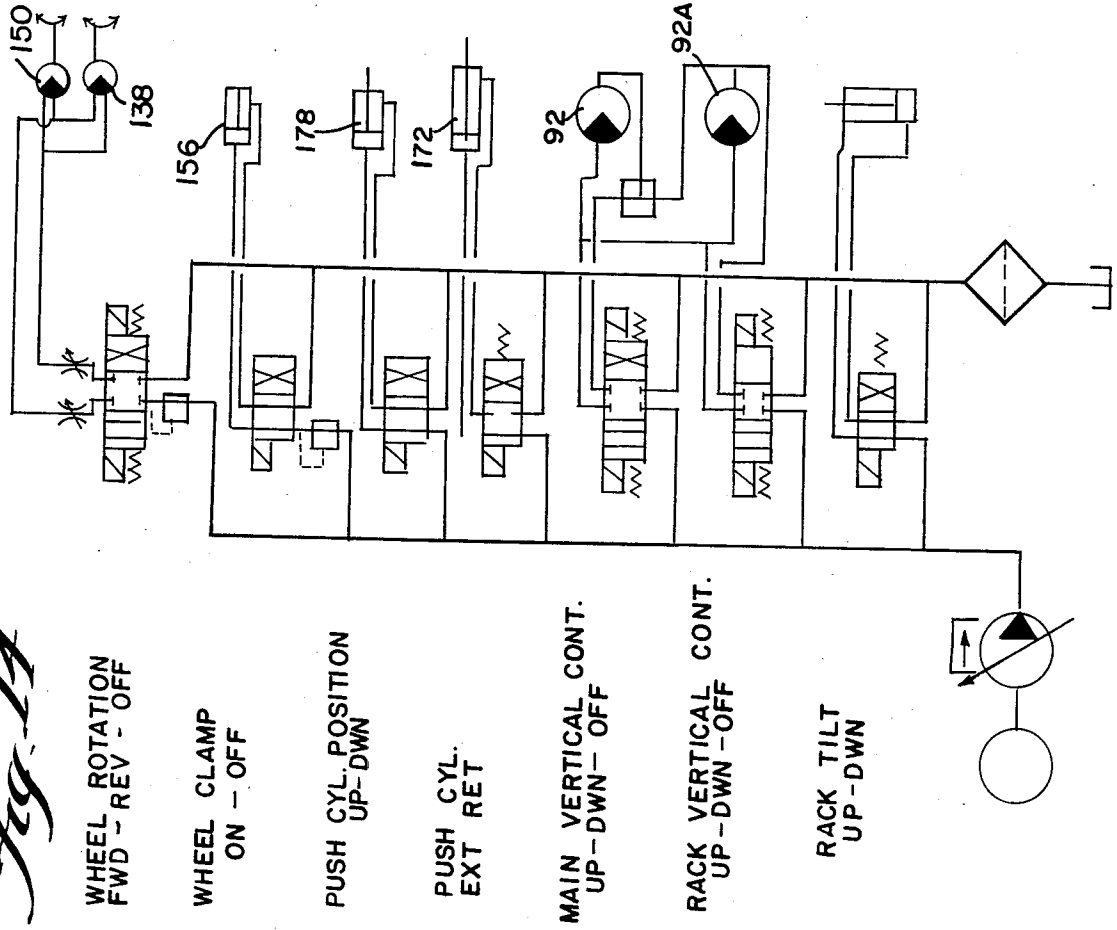 Fig. 14
WHEEL ROTATION
FWD - REV - OFF
WHEEL CLAMP
ON - OFF
PUSH CYL. POSITION
UP-DWN
PUSH CYL.
EXT RET
MAIN VERTICAL CONT.
UP-DWN-OFF
RACK VERTICAL CONT.
UP-DWN-OFF
RACK TILT
UP-DWN
150
138
156
178
172
92
92A